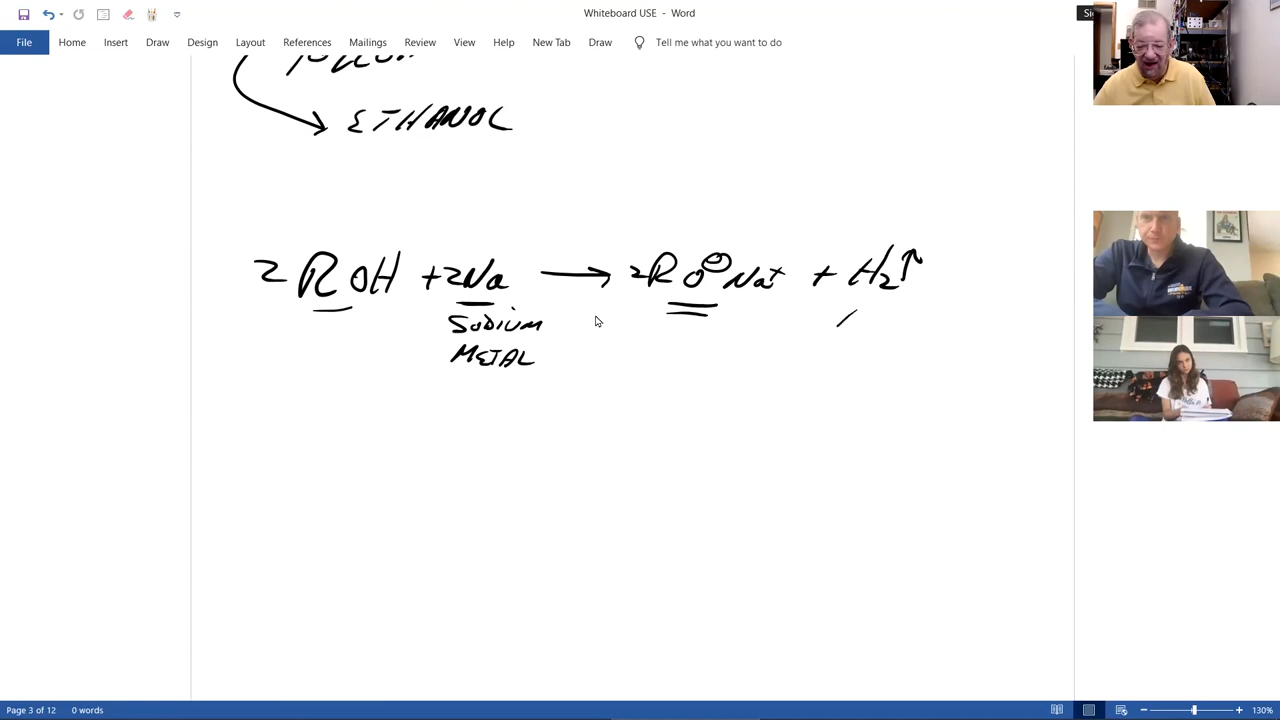 Whiteboard USE - Word
File Home Insert Draw Design Layout References Mailings Review View Help New Tab Draw Tell me what you want to do
ETHANOL
2 ROH + 2Na → 2RO⊖Na+ + H2↑
SODIUM
METAL
Page 3 of 12 0 words 130%